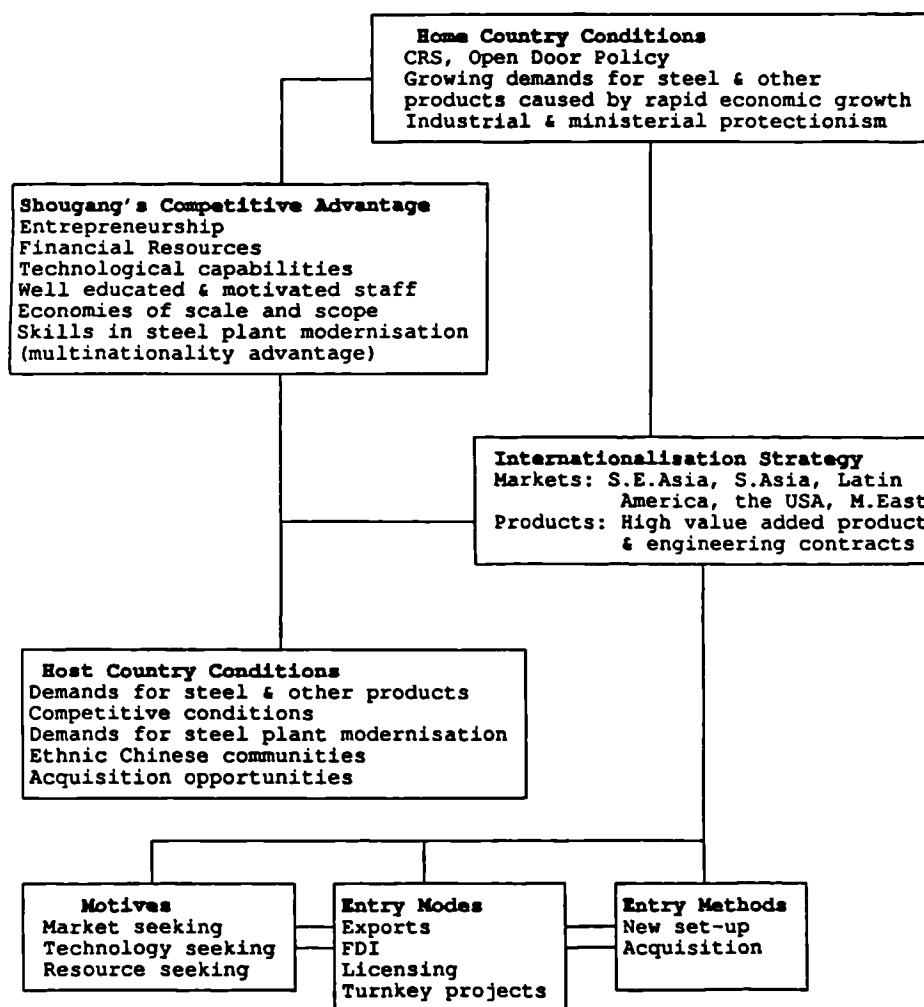 Home Country Conditions
CRS, Open Door Policy
Growing demands for steel & other
products caused by rapid economic growth
Industrial & ministerial protectionism
Shougang's Competitive Advantage
Entrepreneurship
Financial Resources
Technological capabilities
Well educated & motivated staff
Economies of scale and scope
Skills in steel plant modernisation
(multinationality advantage)
Internationalisation Strategy
Markets: S.E.Asia, S.Asia, Latin
America, the USA, M.East
Products: High value added product
& engineering contracts
Host Country Conditions
Demands for steel & other products
Competitive conditions
Demands for steel plant modernisation
Ethnic Chinese communities
Acquisition opportunities
Motives
Market seeking
Technology seeking
Resource seeking
Entry Modes
Exports
FDI
Licensing
Turnkey projects
Entry Methods
New set-up
Acquisition